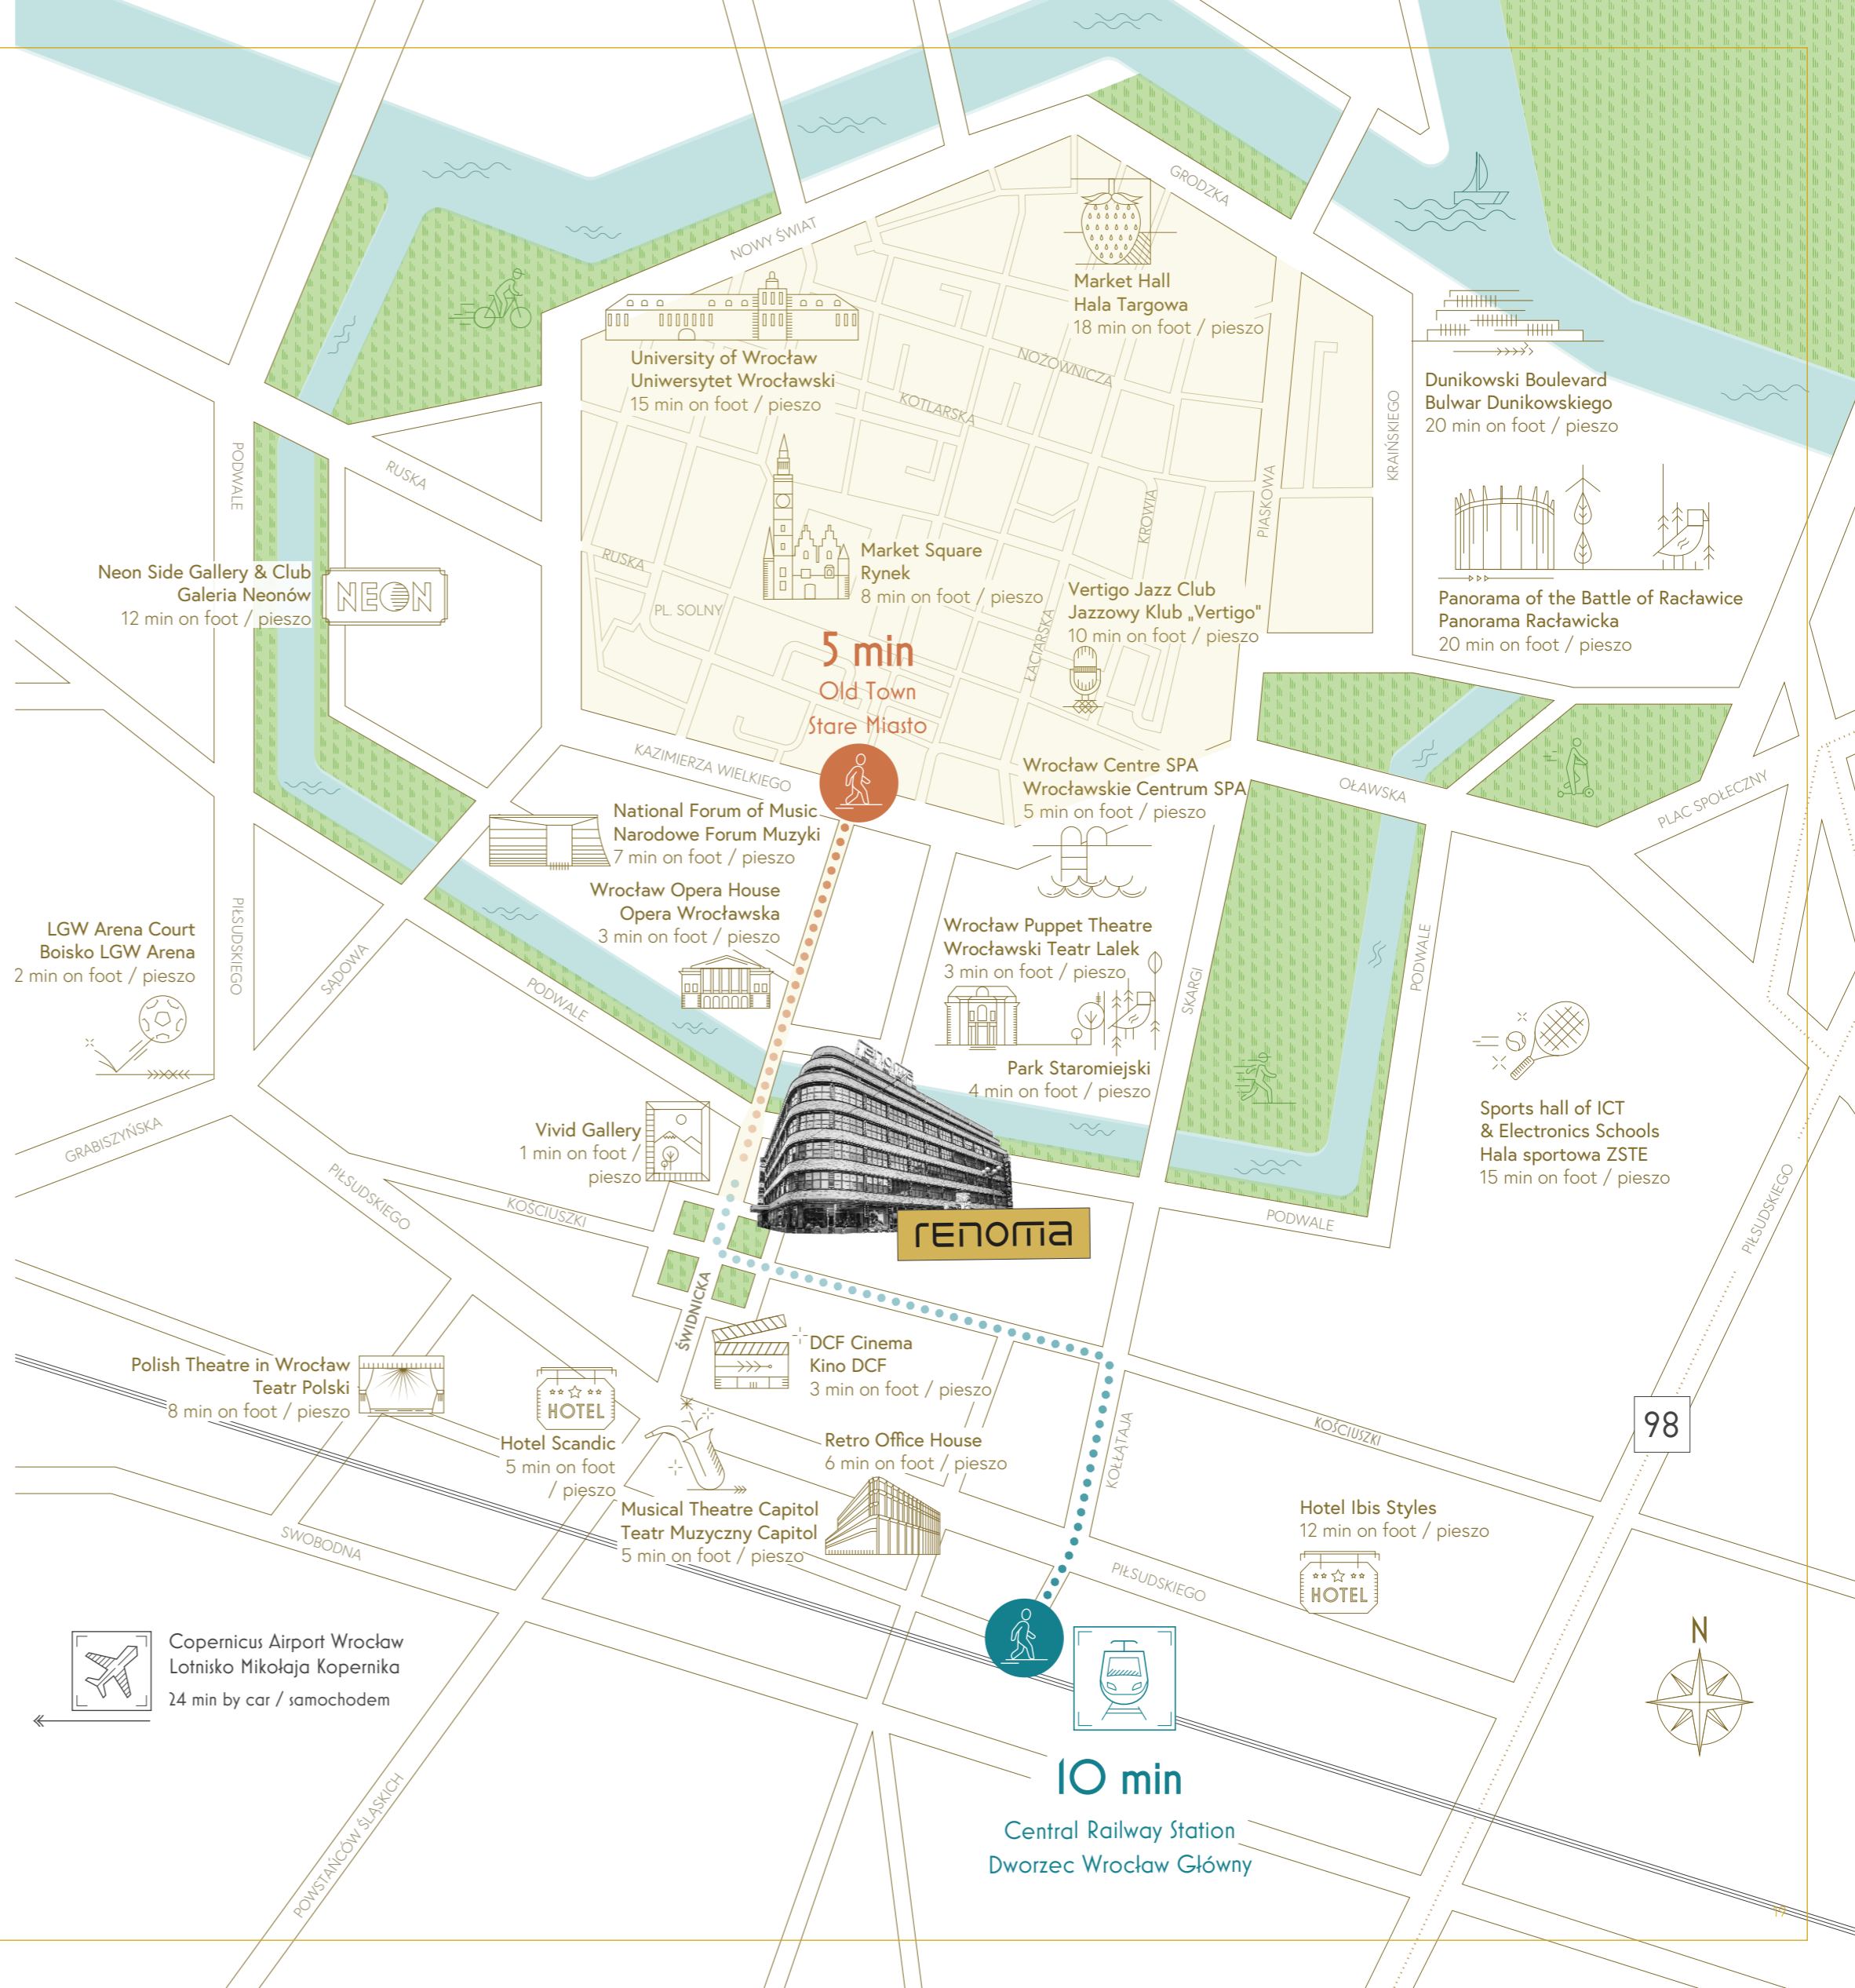 GRODZKA
NOWY ŚWIAT
Market Hall
Hala Targowa
18 min on foot / pieszo
University of Wrocław
Uniwersytet Wrocławski
15 min on foot / pieszo
NOŻOWNICZA
KOTLARSKA
KRAIŃSKIEGO
Dunikowski Boulevard
Bulwar Dunikowskiego
20 min on foot / pieszo
PODWALE
RUSKA
KROWIA
PIASKOWA
RUSKA
Market Square
Rynek
8 min on foot / pieszo
Neon Side Gallery & Club
Galeria Neonów
12 min on foot / pieszo
NEON
PL. SOLNY
Vertigo Jazz Club
Jazzowy Klub „Vertigo"
10 min on foot / pieszo
ŁACIARSKA
Panorama of the Battle of Racławice
Panorama Racławicka
20 min on foot / pieszo
5 min
Old Town
Stare Miasto
KAZIMIERZA WIELKIEGO
Wrocław Centre SPA
Wrocławskie Centrum SPA
5 min on foot / pieszo
OŁAWSKA
PLAC SPOŁECZNY
National Forum of Music
Narodowe Forum Muzyki
7 min on foot / pieszo
Wrocław Opera House
Opera Wrocławska
3 min on foot / pieszo
PIŁSUDSKIEGO
LGW Arena Court
Boisko LGW Arena
2 min on foot / pieszo
SĄDOWA
PODWALE
Wrocław Puppet Theatre
Wrocławski Teatr Lalek
3 min on foot / pieszo
SKARGI
PODWALE
Park Staromiejski
4 min on foot / pieszo
RENOMA
Sports hall of ICT
& Electronics Schools
Hala sportowa ZSTE
15 min on foot / pieszo
GRABISZYŃSKA
Vivid Gallery
1 min on foot /
pieszo
PIŁSUDSKIEGO
KOŚCIUSZKI
renoma
PODWALE
PIŁSUDSKIEGO
ŚWIDNICKA
DCF Cinema
Kino DCF
3 min on foot / pieszo
Polish Theatre in Wrocław
Teatr Polski
8 min on foot / pieszo
HOTEL
Hotel Scandic
5 min on foot
/ pieszo
Retro Office House
6 min on foot / pieszo
KOŁŁATAJA
KOŚCIUSZKI
98
Musical Theatre Capitol
Teatr Muzyczny Capitol
5 min on foot / pieszo
SWOBODNA
PIŁSUDSKIEGO
Hotel Ibis Styles
12 min on foot / pieszo
HOTEL
N
Copernicus Airport Wrocław
Lotnisko Mikołaja Kopernika
24 min by car / samochodem
10 min
Central Railway Station
Dworzec Wrocław Główny
POWSTAŃCÓW ŚLĄSKICH
19